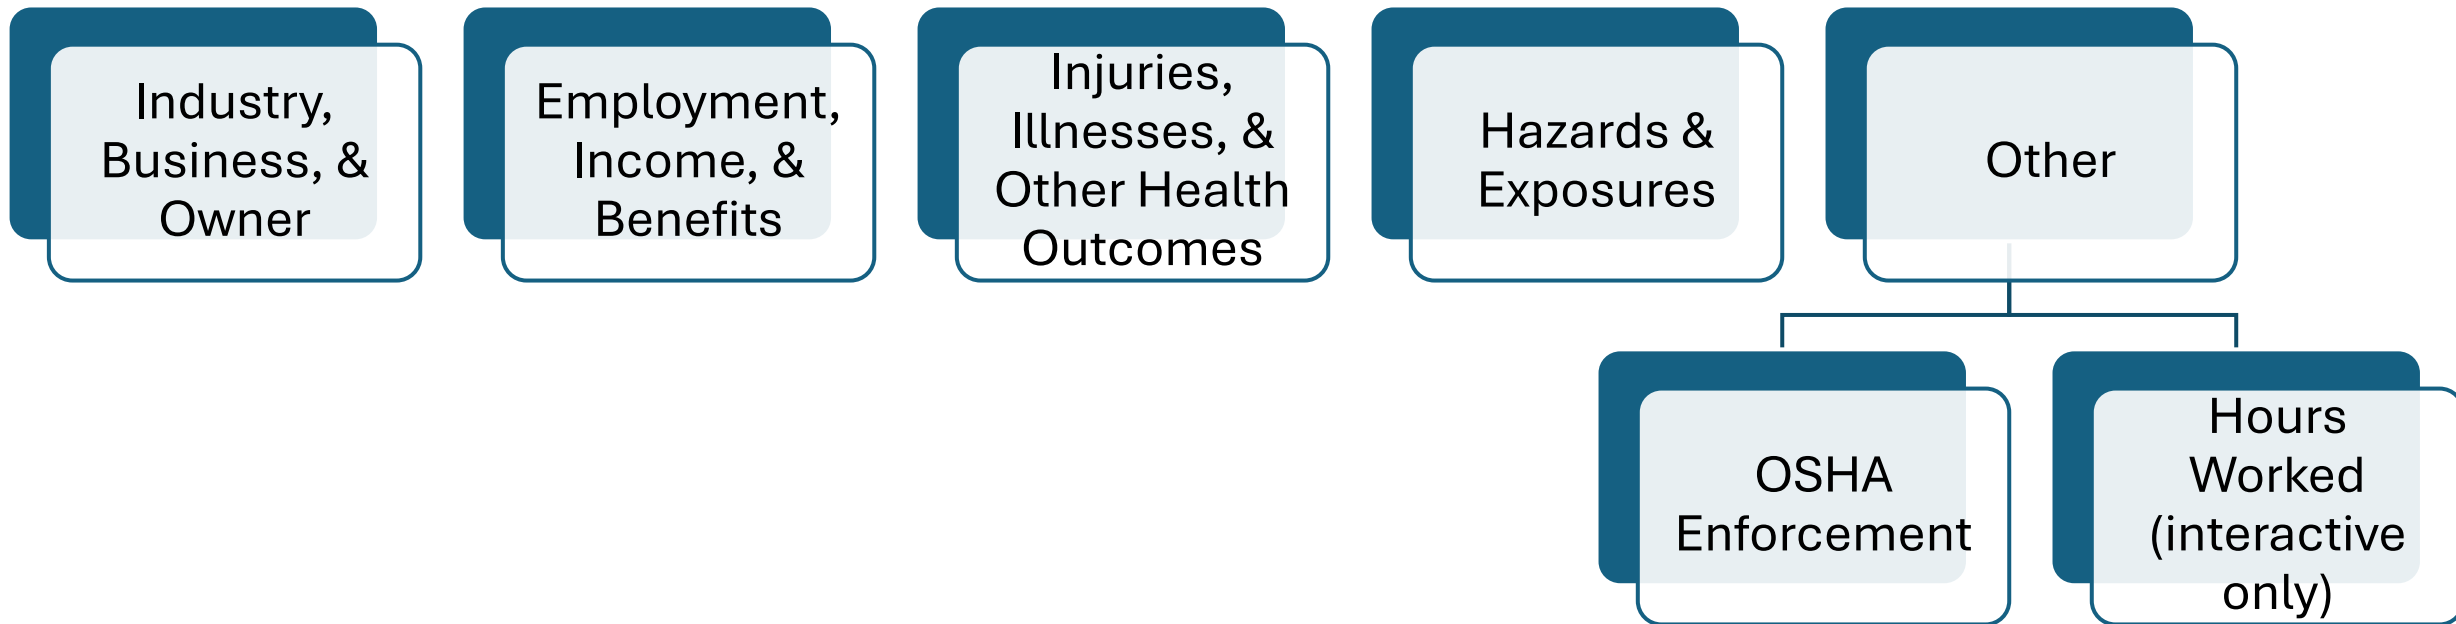 Industry,
Business, &
Owner
Employment,
Income, &
Benefits
Injuries,
Illnesses, &
Other Health
Outcomes
Hazards &
Exposures
Other
OSHA
Enforcement
Hours
Worked
(interactive
only)